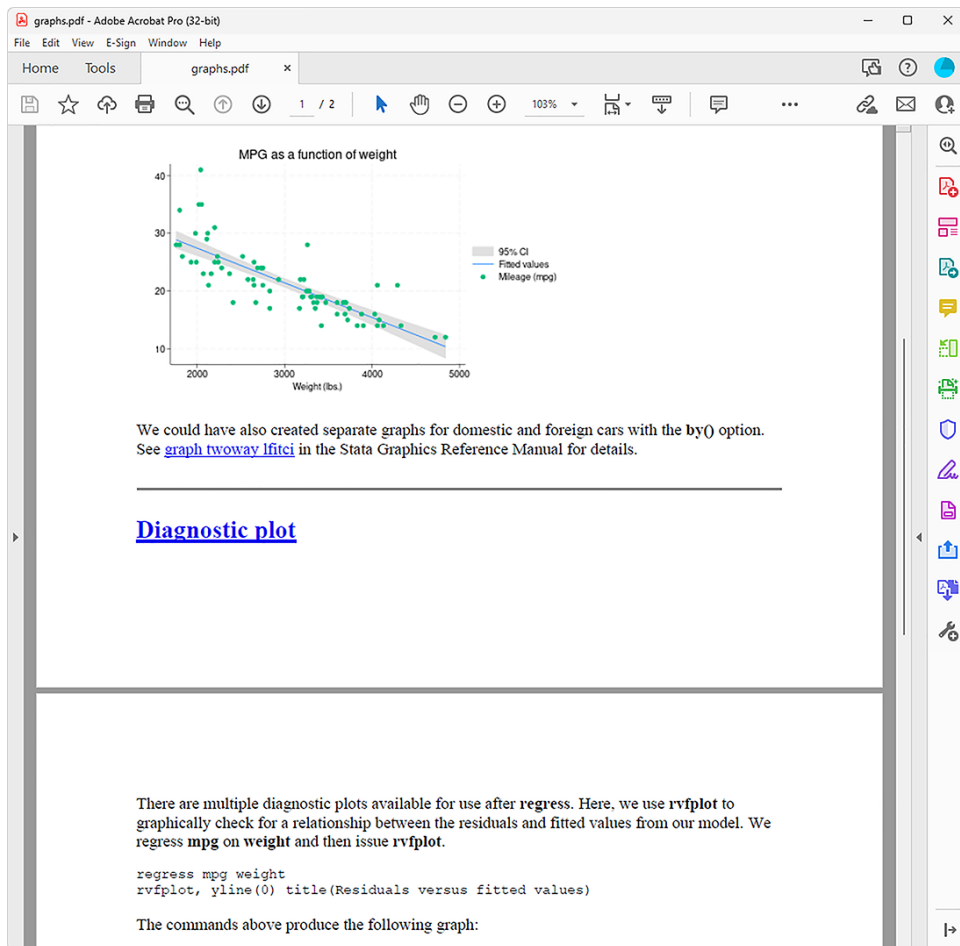 graphs.pdf - Adobe Acrobat Pro (32-bit)
File Edit View E-Sign Window Help
Home Tools graphs.pdf ×
1 / 2 103%
MPG as a function of weight
40
30
20
10
2000 3000 4000 5000
Weight (lbs.)
95% CI
Fitted values
Mileage (mpg)
We could have also created separate graphs for domestic and foreign cars with the by() option.
See graph twoway lfitci in the Stata Graphics Reference Manual for details.
Diagnostic plot
There are multiple diagnostic plots available for use after regress. Here, we use rvfplot to
graphically check for a relationship between the residuals and fitted values from our model. We
regress mpg on weight and then issue rvfplot.
regress mpg weight
rvfplot, yline(0) title(Residuals versus fitted values)
The commands above produce the following graph: